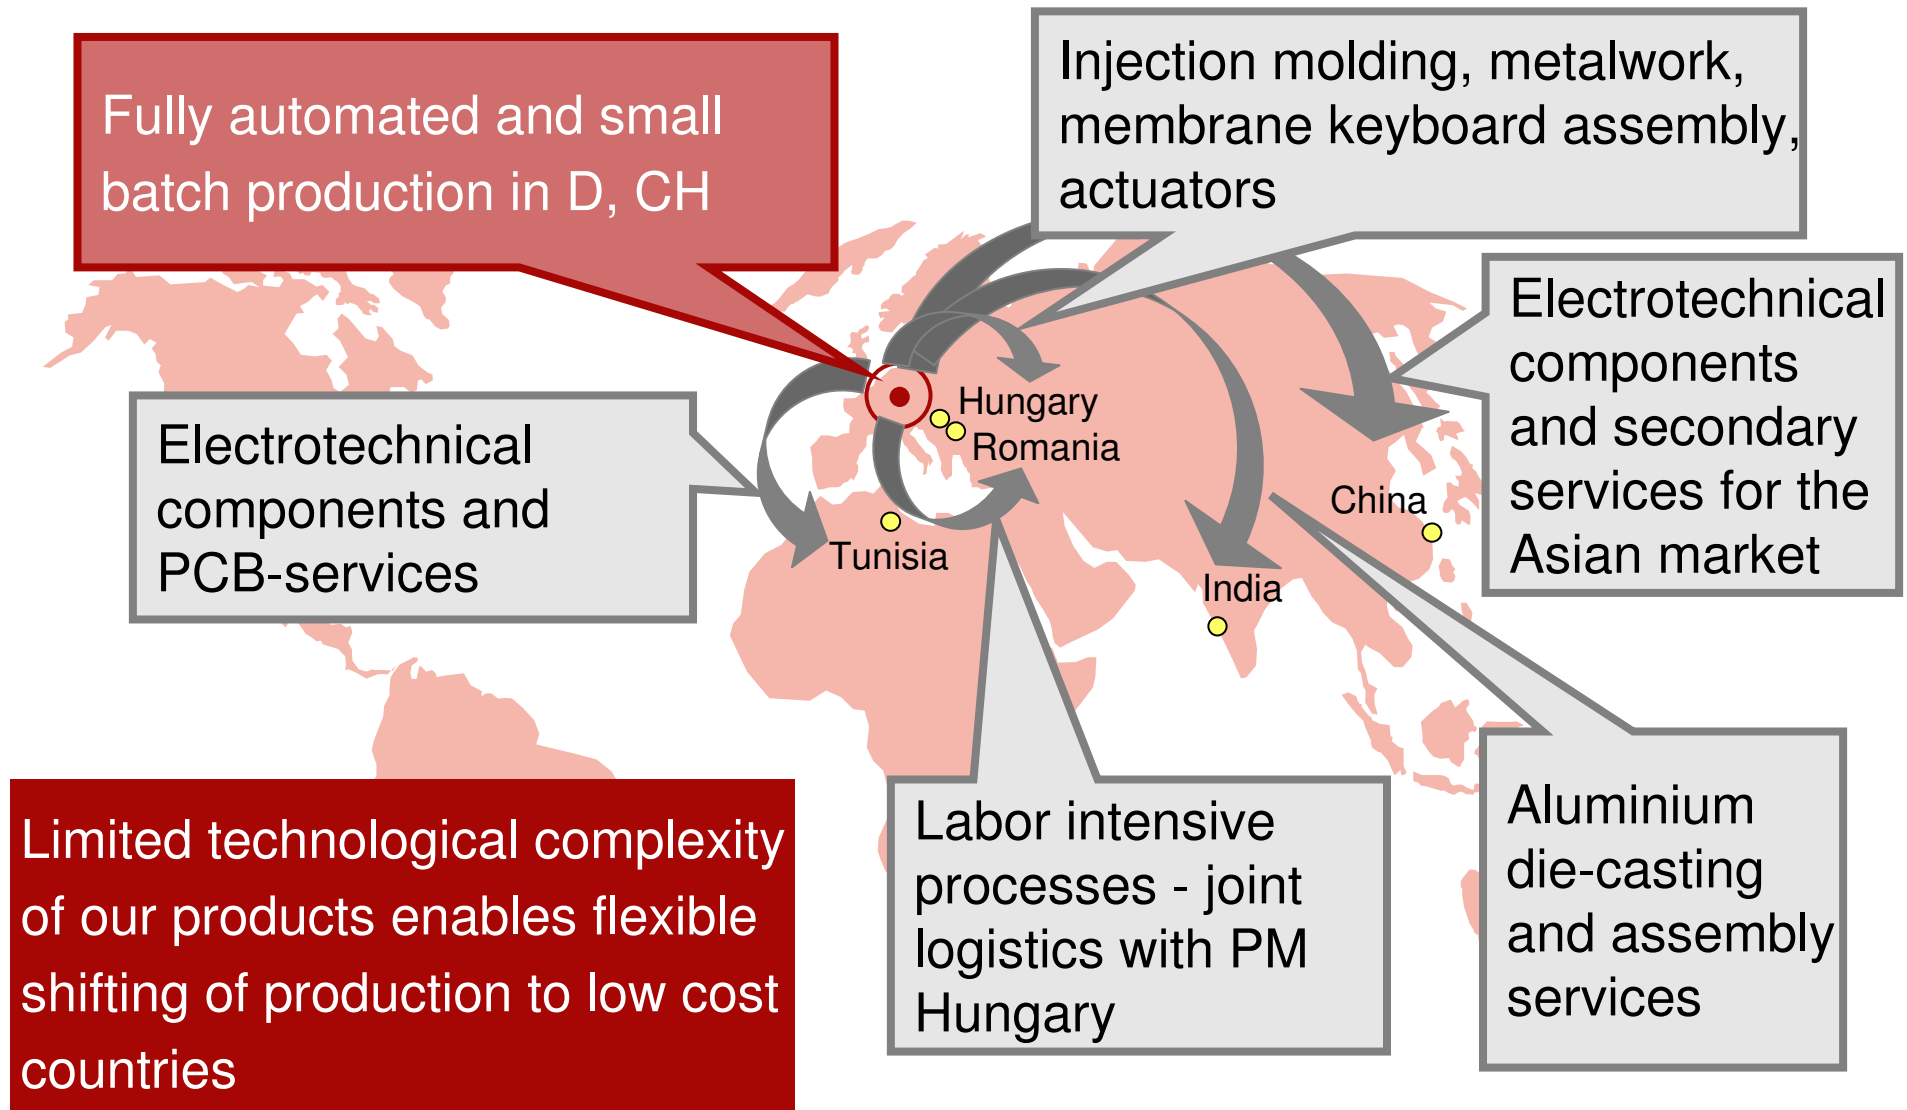 Fully automated and small
batch production in D, CH
Injection molding, metalwork,
membrane keyboard assembly,
actuators
Electrotechnical
components
and secondary
services for the
Asian market
Electrotechnical
components and
PCB-services
Hungary
Romania
Tunisia
China
India
Limited technological complexity
of our products enables flexible
shifting of production to low cost
countries
Labor intensive
processes - joint
logistics with PM
Hungary
Aluminium
die-casting
and assembly
services